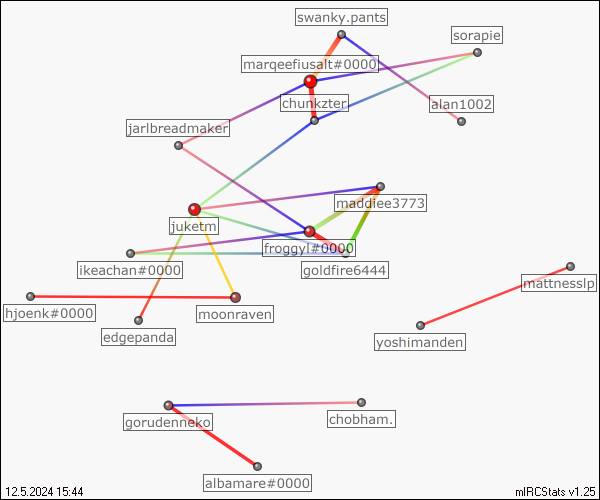 swanky.pants
sorapie
marqeefiusalt#0000
chunkzter
alan1002
jarlbreadmaker
maddiee3773
juketm
froggyl#0000
ikeachan#0000
goldfire6444
mattnesslp
hjoenk#0000
moonraven
edgepanda
yoshimanden
gorudenneko
chobham.
albamare#0000
12.5.2024 15:44
mIRCStats v1.25